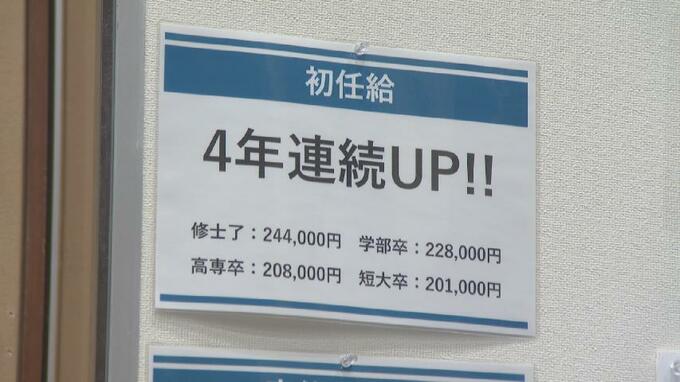 初任給
4年連続UP!!
修士了：244,000円　学部卒：228,000円
高専卒：208,000円　短大卒：201,000円